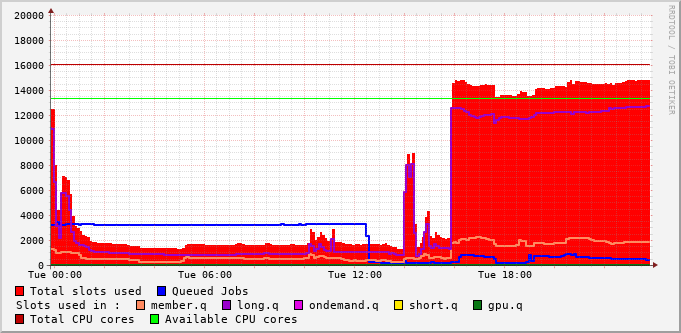 20000
18000
16000
14000
12000
10000
8000
6000
4000
2000
0
Tue 00:00 Tue 06:00 Tue 12:00 Tue 18:00
RRDTOOL / TOBI OETIKER
Total slots used Queued Jobs
Slots used in : member.q long.q ondemand.q short.q gpu.q
Total CPU cores Available CPU cores